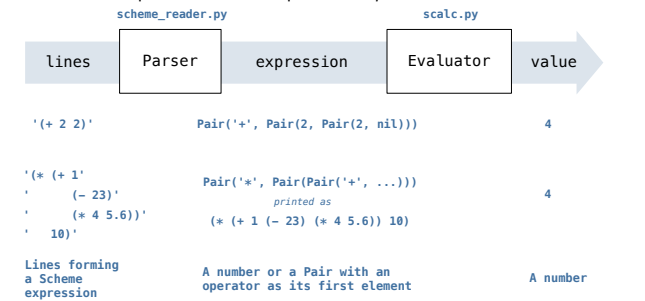 scheme_reader.py scalc.py
lines Parser expression Evaluator value
'(+ 2 2)' Pair('+', Pair(2, Pair(2, nil))) 4
'(* (+ 1'
'      (- 23)'
'      (* 4 5.6))'
'   10)'
Pair('*', Pair(Pair('+', ...)))
printed as
(* (+ 1 (- 23) (* 4 5.6)) 10)
4
Lines forming
a Scheme
expression
A number or a Pair with an
operator as its first element
A number